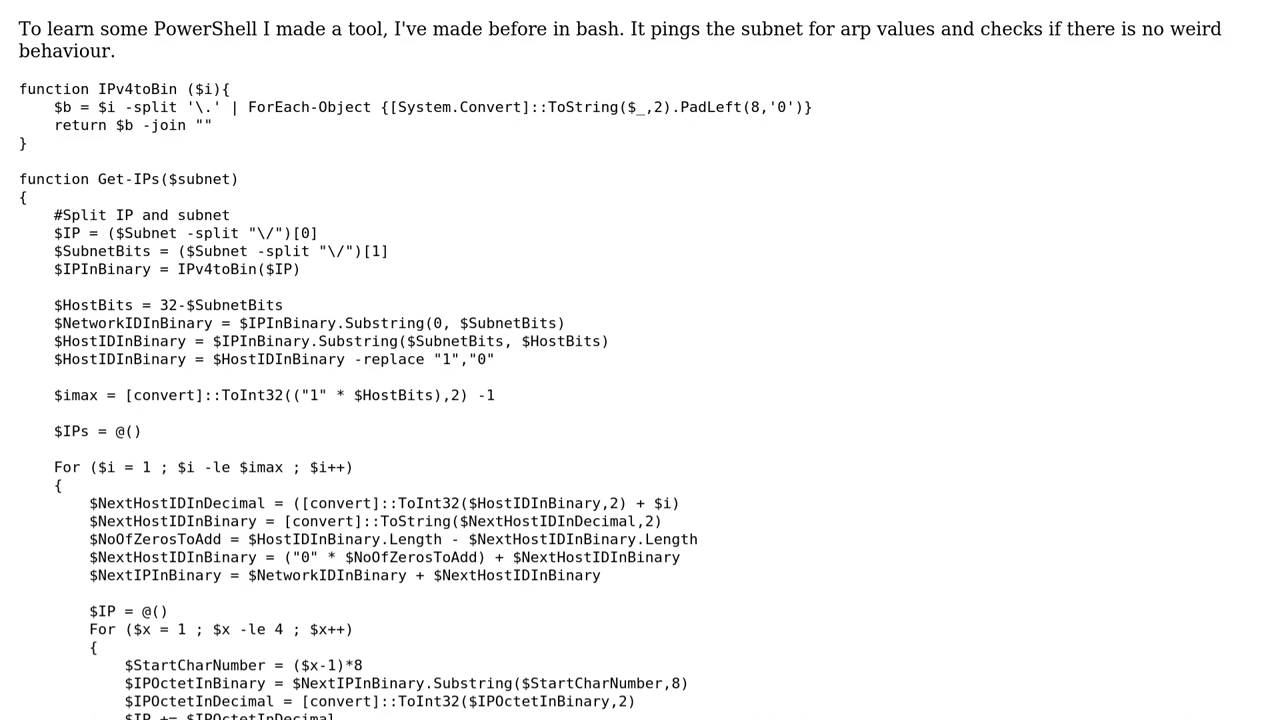 To learn some PowerShell I made a tool, I've made before in bash. It pings the subnet for arp values and checks if there is no weird
behaviour.
function IPv4toBin ($i){
    $b = $i -split '\.' | ForEach-Object {[System.Convert]::ToString($_,2).PadLeft(8,'0')}
    return $b -join ""
}
function Get-IPs($subnet)
{
    #Split IP and subnet
    $IP = ($Subnet -split "\/")[0]
    $SubnetBits = ($Subnet -split "\/")[1]
    $IPInBinary = IPv4toBin($IP)
    $HostBits = 32-$SubnetBits
    $NetworkIDInBinary = $IPInBinary.Substring(0, $SubnetBits)
    $HostIDInBinary = $IPInBinary.Substring($SubnetBits, $HostBits)
    $HostIDInBinary = $HostIDInBinary -replace "1","0"
    $imax = [convert]::ToInt32(("1" * $HostBits),2) -1
    $IPs = @()
    For ($i = 1 ; $i -le $imax ; $i++)
    {
        $NextHostIDInDecimal = ([convert]::ToInt32($HostIDInBinary,2) + $i)
        $NextHostIDInBinary = [convert]::ToString($NextHostIDInDecimal,2)
        $NoOfZerosToAdd = $HostIDInBinary.Length - $NextHostIDInBinary.Length
        $NextHostIDInBinary = ("0" * $NoOfZerosToAdd) + $NextHostIDInBinary
        $NextIPInBinary = $NetworkIDInBinary + $NextHostIDInBinary
        $IP = @()
        For ($x = 1 ; $x -le 4 ; $x++)
        {
            $StartCharNumber = ($x-1)*8
            $IPOctetInBinary = $NextIPInBinary.Substring($StartCharNumber,8)
            $IPOctetInDecimal = [convert]::ToInt32($IPOctetInBinary,2)
            $IP += $IPOctetInDecimal